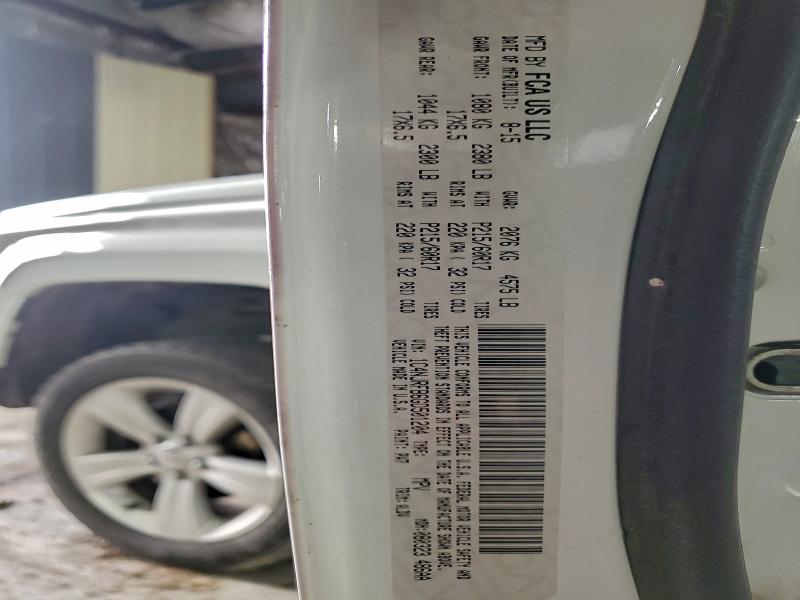 MFD BY FCA US LLC
DATE OF MFR(BUILT): 8-15 GVWR: 2076 KG 4575 LB
GAWR FRONT: 1080 KG 2380 LB WITH P215/60R17 TIRES
17X6.5 RIMS AT 220 KPA ( 32 PSI) COLD
GAWR REAR: 1044 KG 2300 LB WITH P215/60R17 TIRES
17X6.5 RIMS AT 220 KPA ( 32 PSI) COLD
THIS VEHICLE CONFORMS TO ALL APPLICABLE U.S.A. FEDERAL MOTOR VEHICLE SAFETY AND
THEFT PREVENTION STANDARDS IN EFFECT ON THE DATE OF MANUFACTURE SHOWN ABOVE.
VIN: TYPE: MPV MDH:
VEHICLE MADE IN U.S.A. PAINT: PW7 TRIM: